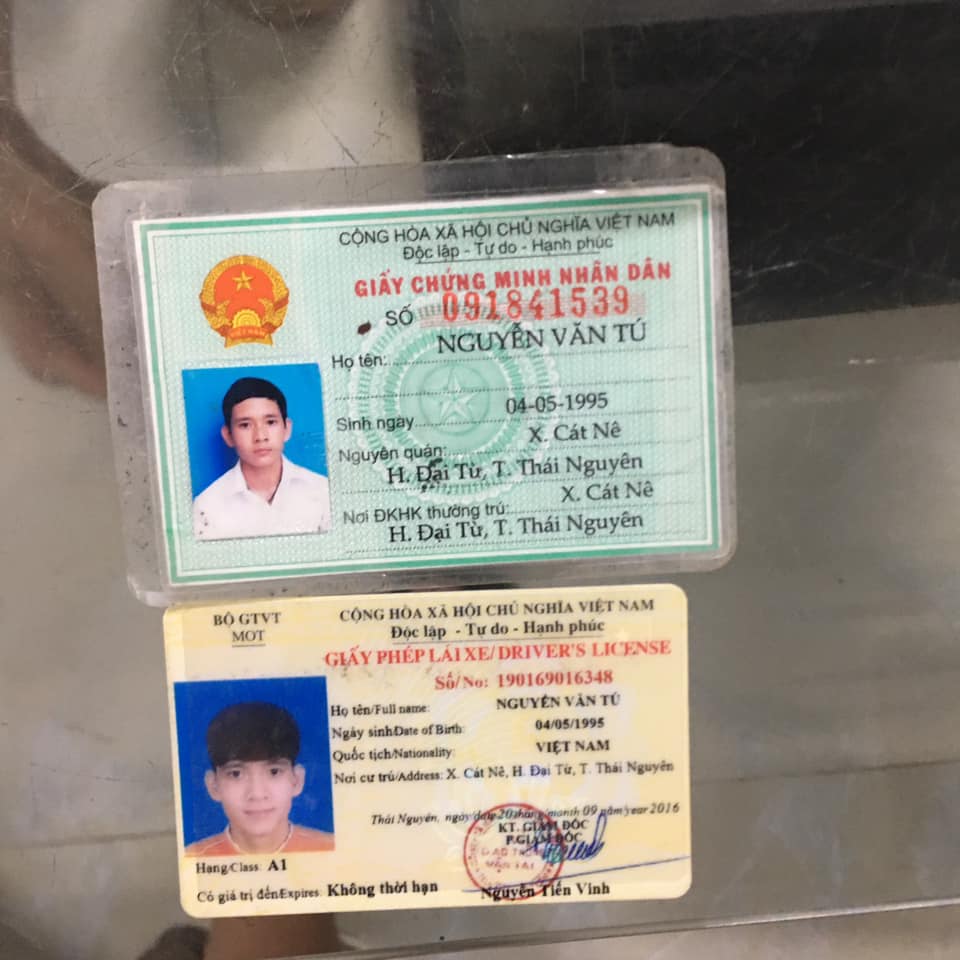 CỘNG HÒA XÃ HỘI CHỦ NGHĨA VIỆT NAM
Độc lập - Tự do - Hạnh phúc
GIẤY CHỨNG MINH NHÂN DÂN
SỐ 091841539
Họ tên: NGUYỄN VĂN TÚ
Sinh ngày 04-05-1995
Nguyên quán: X. Cát Nê
H. Đại Từ, T. Thái Nguyên
Nơi ĐKHK thường trú: X. Cát Nê
H. Đại Từ, T. Thái Nguyên
VIỆT NAM
BỘ GTVT
MOT
CỘNG HÒA XÃ HỘI CHỦ NGHĨA VIỆT NAM
Độc lập - Tự do - Hạnh phúc
GIẤY PHÉP LÁI XE/ DRIVER'S LICENSE
Số/No: 190169016348
Họ tên/Full name: NGUYỄN VĂN TÚ
Ngày sinh/Date of Birth: 04/05/1995
Quốc tịch/Nationality: VIỆT NAM
Nơi cư trú/Address: X. Cát Nê, H. Đại Từ, T. Thái Nguyên
Thái Nguyên, ngày/date 20 tháng/month 09 năm/year 2016
KT. GIÁM ĐỐC
P.GIÁM ĐỐC
Hạng/Class: A1
Có giá trị đến/Expires: Không thời hạn
Nguyễn Tiến Vinh